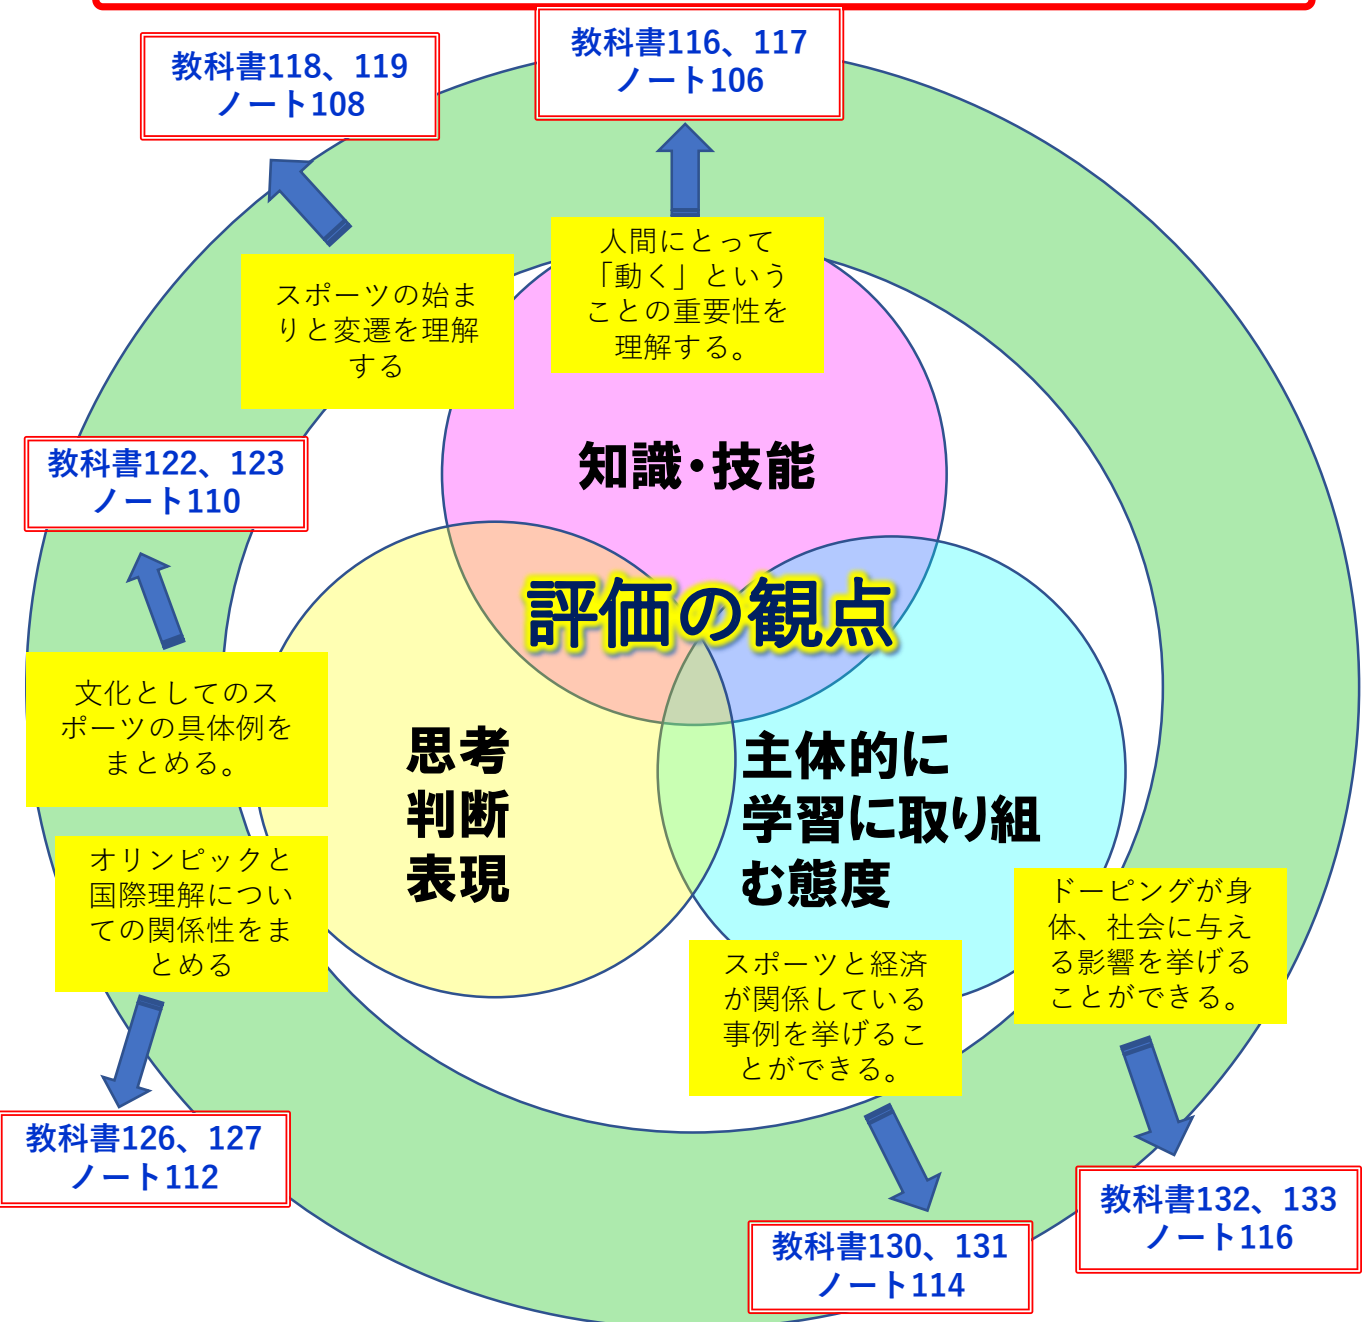 教科書116、117
ノート106
教科書118、119
ノート108
人間にとって
「動く」という
ことの重要性を
理解する。
スポーツの始ま
りと変遷を理解
する
知識・技能
教科書122、123
ノート110
評価の観点
文化としてのス
ポーツの具体例を
まとめる。
思考
判断
表現
主体的に
学習に取り組
む態度
オリンピックと
国際理解につい
ての関係性をま
とめる
ドーピングが身
体、社会に与え
る影響を挙げる
ことができる。
スポーツと経済
が関係している
事例を挙げるこ
とができる。
教科書126、127
ノート112
教科書132、133
ノート116
教科書130、131
ノート114